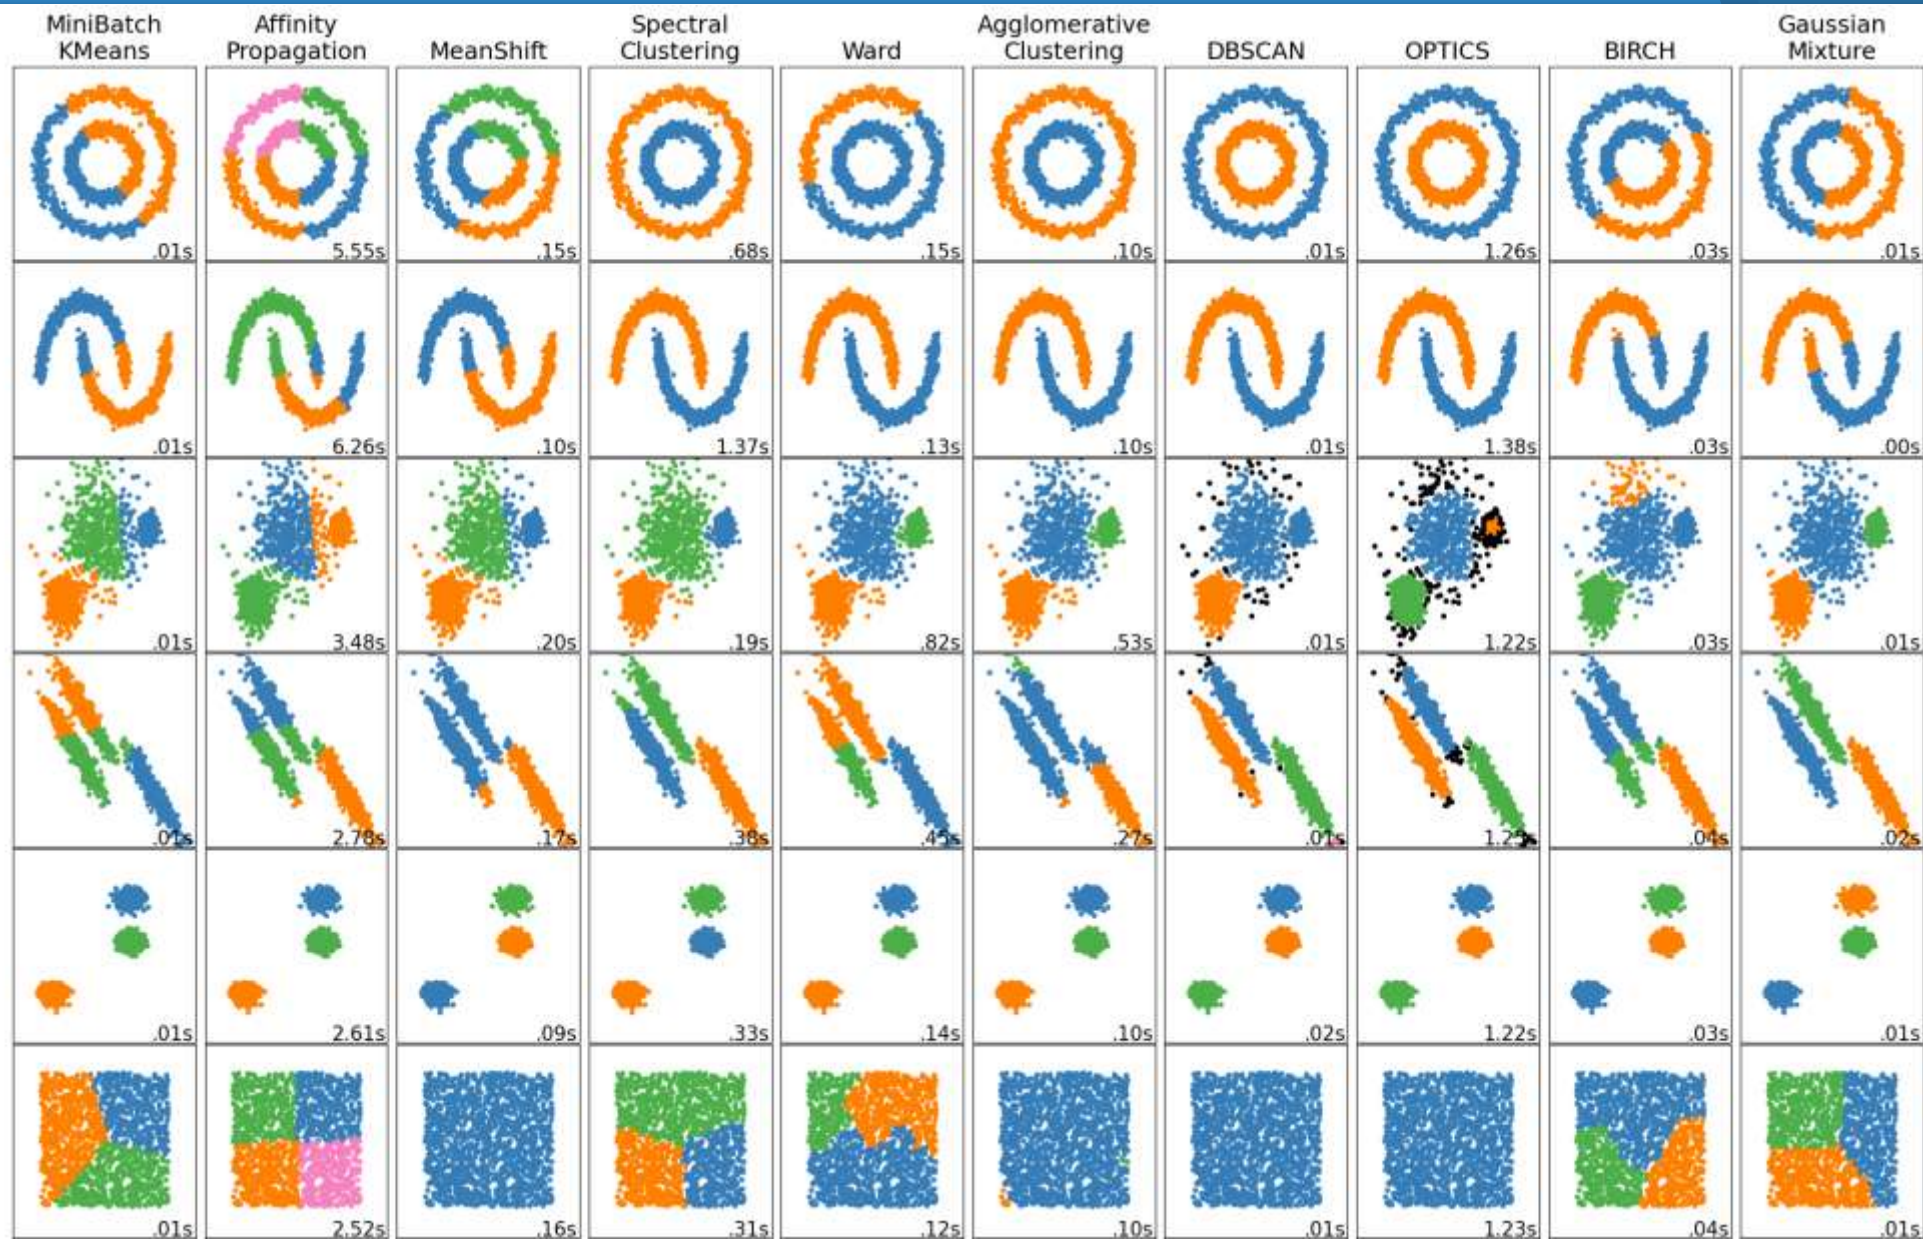 MiniBatch
KMeans
Affinity
Propagation
MeanShift
Spectral
Clustering
Ward
Agglomerative
Clustering
DBSCAN
OPTICS
BIRCH
Gaussian
Mixture
.01s
5.55s
.15s
.68s
.15s
.10s
.01s
1.26s
.03s
.01s
.01s
6.26s
.10s
1.37s
.13s
.10s
.01s
1.38s
.03s
.00s
.01s
3.48s
.20s
.19s
.82s
.53s
.01s
1.22s
.03s
.01s
.01s
2.78s
.17s
.38s
.45s
.27s
.01s
.04s
.02s
.01s
2.61s
.09s
.33s
.14s
.10s
.02s
1.22s
.03s
.01s
.01s
2.52s
.16s
.31s
.12s
.10s
.01s
1.23s
.04s
.01s